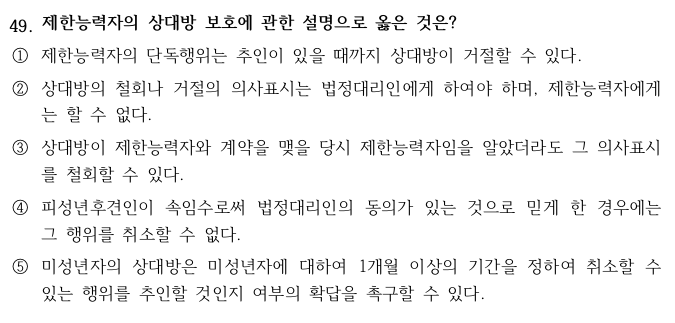 49. 제한능력자의 상대방 보호에 관한 설명으로 옳은 것은?
① 제한능력자의 단독행위는 추인이 있을 때까지 상대방이 거절할 수 있다.
② 상대방의 철회나 거절의 의사표시는 법정대리인에게 하여야 하며, 제한능력자에게
는 할 수 없다.
③ 상대방이 제한능력자와 계약을 맺을 당시 제한능력자임을 알았더라도 그 의사표시
를 철회할 수 있다.
④ 피성년후견인이 속임수로써 법정대리인의 동의가 있는 것으로 믿게 한 경우에는
그 행위를 취소할 수 없다.
⑤ 미성년자의 상대방은 미성년자에 대하여 1개월 이상의 기간을 정하여 취소할 수
있는 행위를 추인할 것인지 여부의 확답을 촉구할 수 있다.